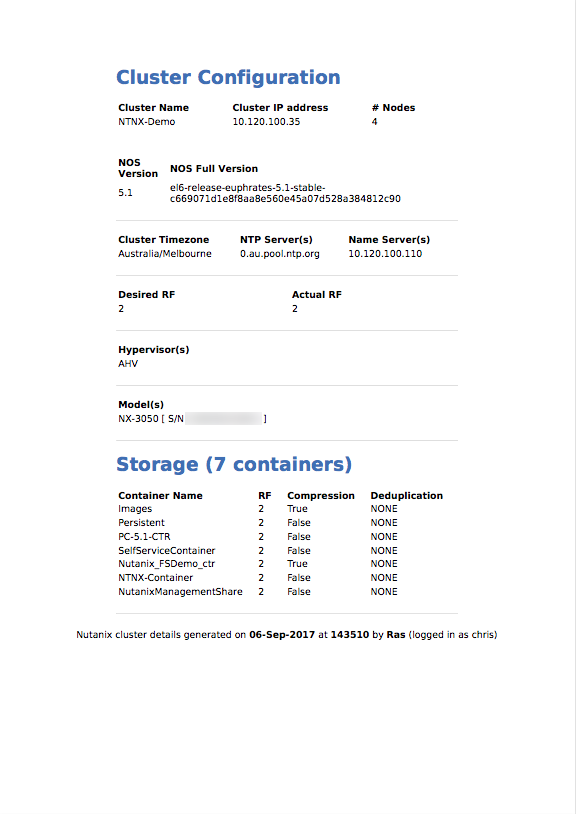 Cluster Configuration
Cluster Name Cluster IP address # Nodes
NTNX-Demo 10.120.100.35 4
NOS Version NOS Full Version
5.1 el6-release-euphrates-5.1-stable-
c669071d1e8f8aa8e560e45a07d528a384812c90
Cluster Timezone NTP Server(s) Name Server(s)
Australia/Melbourne 0.au.pool.ntp.org 10.120.100.110
Desired RF Actual RF
2 2
Hypervisor(s)
AHV
Model(s)
NX-3050 [ S/N ]
Storage (7 containers)
Container Name RF Compression Deduplication
Images 2 True NONE
Persistent 2 False NONE
PC-5.1-CTR 2 False NONE
SelfServiceContainer 2 False NONE
Nutanix_FSDemo_ctr 2 True NONE
NTNX-Container 2 False NONE
NutanixManagementShare 2 False NONE
Nutanix cluster details generated on 06-Sep-2017 at 143510 by Ras (logged in as chris)